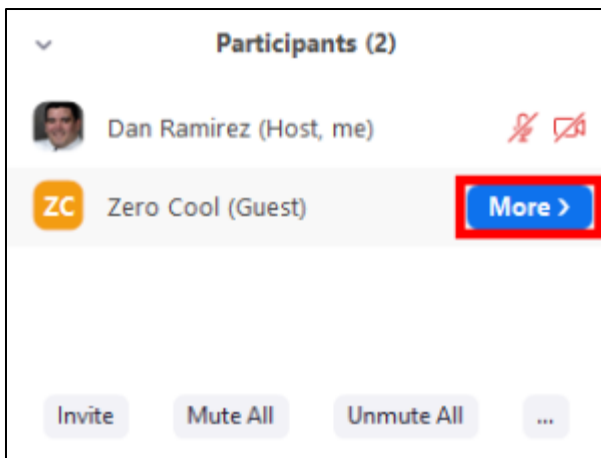 Participants (2)
Dan Ramirez (Host, me)
ZC Zero Cool (Guest) More >
Invite Mute All Unmute All ...